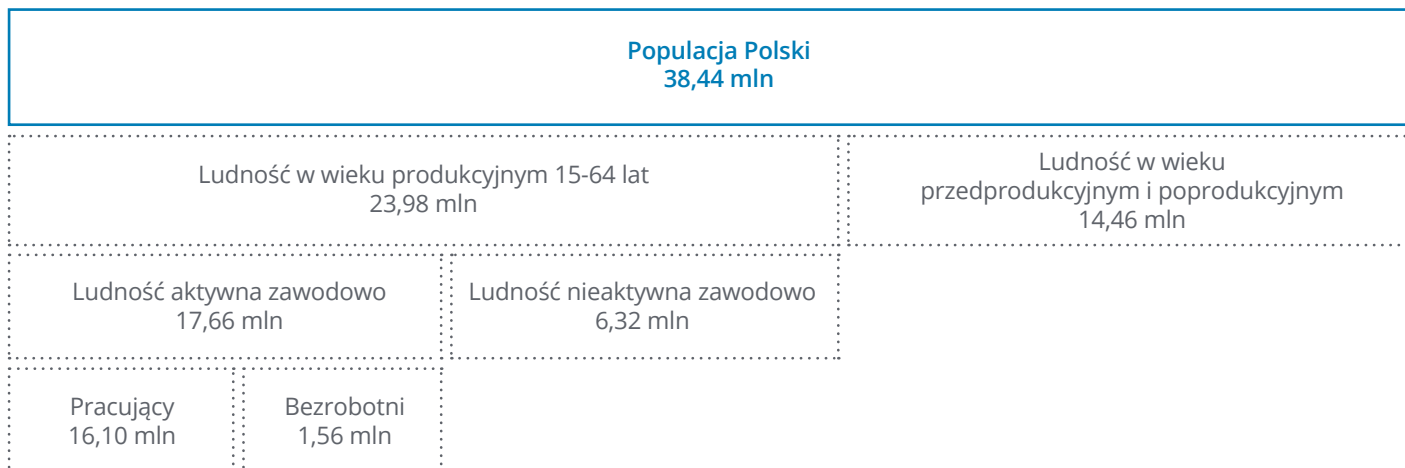 Populacja Polski
38,44 mln
Ludność w wieku produkcyjnym 15-64 lat
23,98 mln
Ludność w wieku
przedprodukcyjnym i poprodukcyjnym
14,46 mln
Ludność aktywna zawodowo
17,66 mln
Ludność nieaktywna zawodowo
6,32 mln
Pracujący
16,10 mln
Bezrobotni
1,56 mln